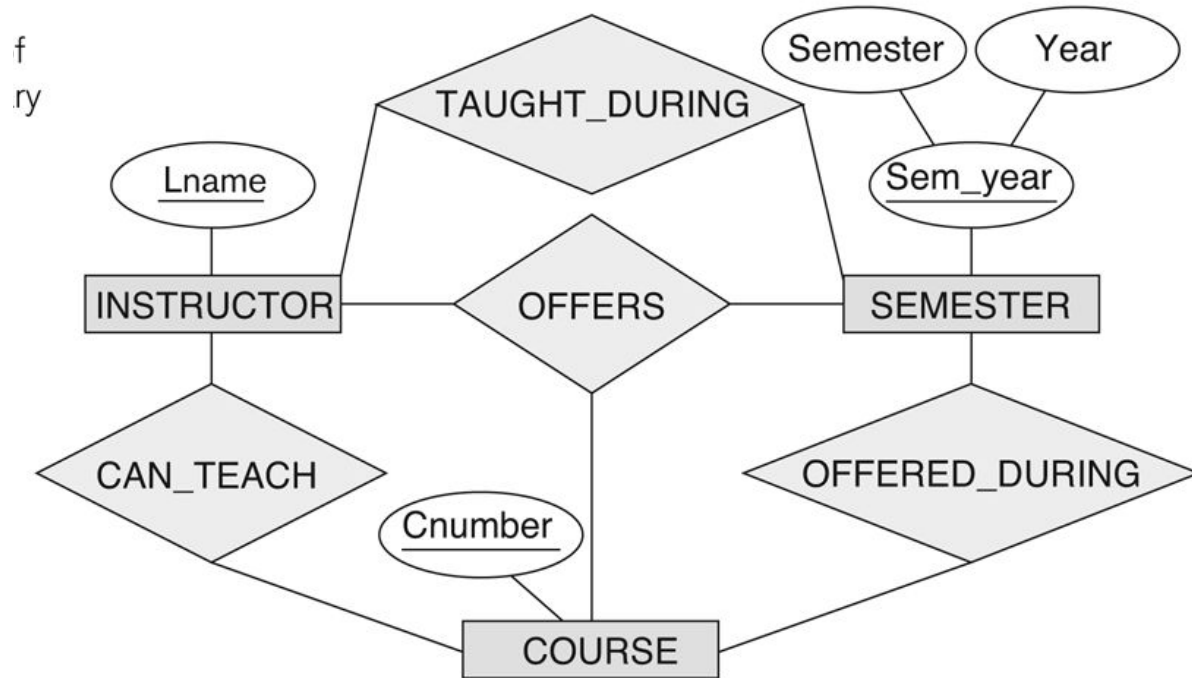 Semester Year
TAUGHT_DURING
Lname
Sem_year
INSTRUCTOR OFFERS SEMESTER
CAN_TEACH OFFERED_DURING
Cnumber
COURSE